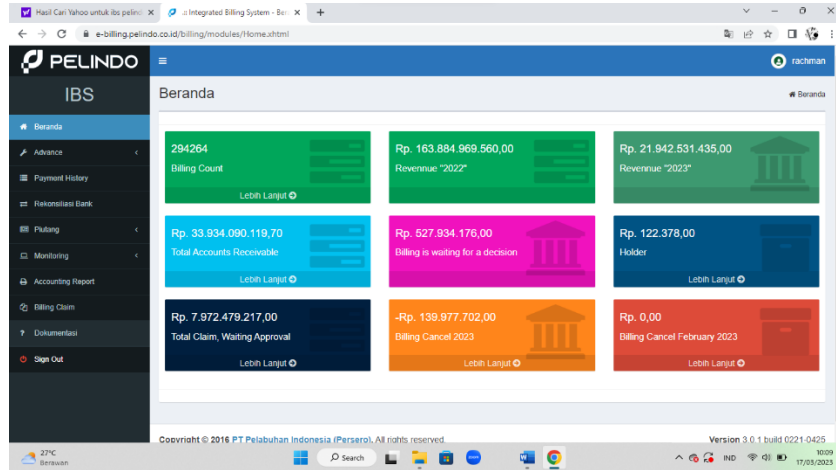 Hasil Cari Yahoo untuk ibs pelind
.:: Integrated Billing System - Ber
e-billing.pelindo.co.id/billing/modules/Home.xhtml
PELINDO
rachman
IBS
Beranda
Beranda
Beranda
Advance
Payment History
Rekonsiliasi Bank
Piutang
Monitoring
Accounting Report
Billing Claim
Dokumentasi
Sign Out
294264
Billing Count
Lebih Lanjut
Rp. 163.884.969.560,00
Revennue "2022"
Rp. 21.942.531.435,00
Revennue "2023"
Rp. 33.934.090.119,70
Total Accounts Receivable
Lebih Lanjut
Rp. 527.934.176,00
Billing is waiting for a decision
Rp. 122.378,00
Holder
Lebih Lanjut
Rp. 7.972.479.217,00
Total Claim, Waiting Approval
Lebih Lanjut
-Rp. 139.977.702,00
Billing Cancel 2023
Lebih Lanjut
Rp. 0,00
Billing Cancel February 2023
Lebih Lanjut
Copyright © 2016 PT Pelabuhan Indonesia (Persero). All rights reserved.
Version 3.0.1 build 0221-0425
27°C
Berawan
Search
IND
10:05
17/03/2023